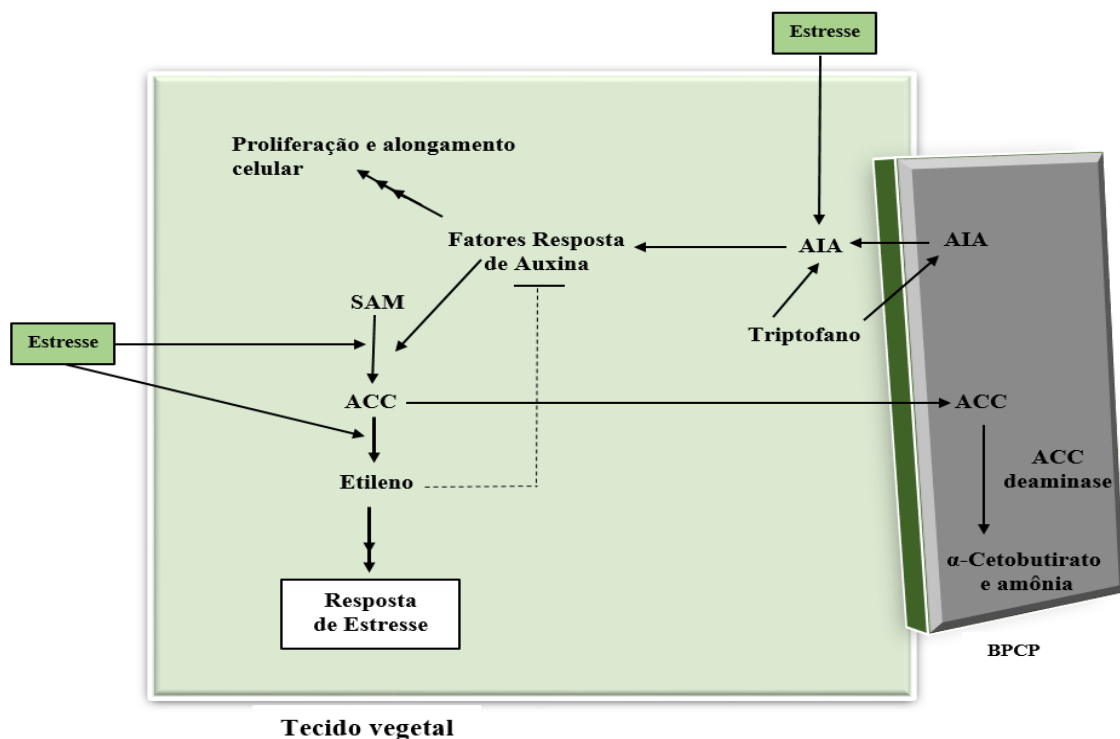 Estresse
Proliferação e alongamento
celular
Fatores Resposta
de Auxina
AIA
AIA
SAM
Triptofano
Estresse
ACC
ACC
ACC
deaminase
Etileno
α-Cetobutirato
e amônia
Resposta
de Estresse
BPCP
Tecido vegetal